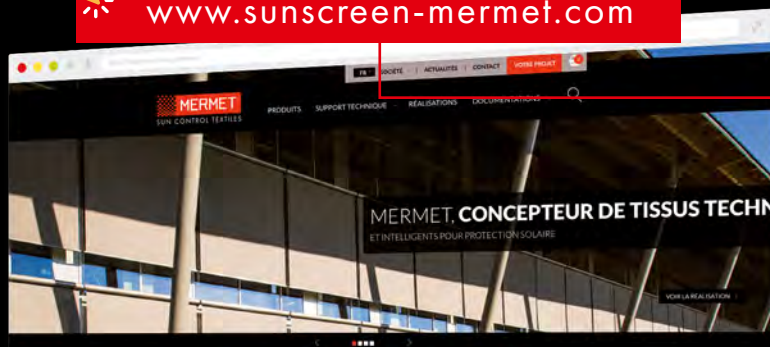 www.sunscreen-mermet.com
FR SOCIÉTÉ | ACTUALITÉS | CONTACT VOTRE PROJET
MERMET
SUN CONTROL TEXTILES
PRODUITS SUPPORT TECHNIQUE RÉALISATIONS DOCUMENTATIONS
MERMET, CONCEPTEUR DE TISSUS TECHN
ET INTELLIGENTS POUR PROTECTION SOLAIRE
VOIR LA RÉALISATION